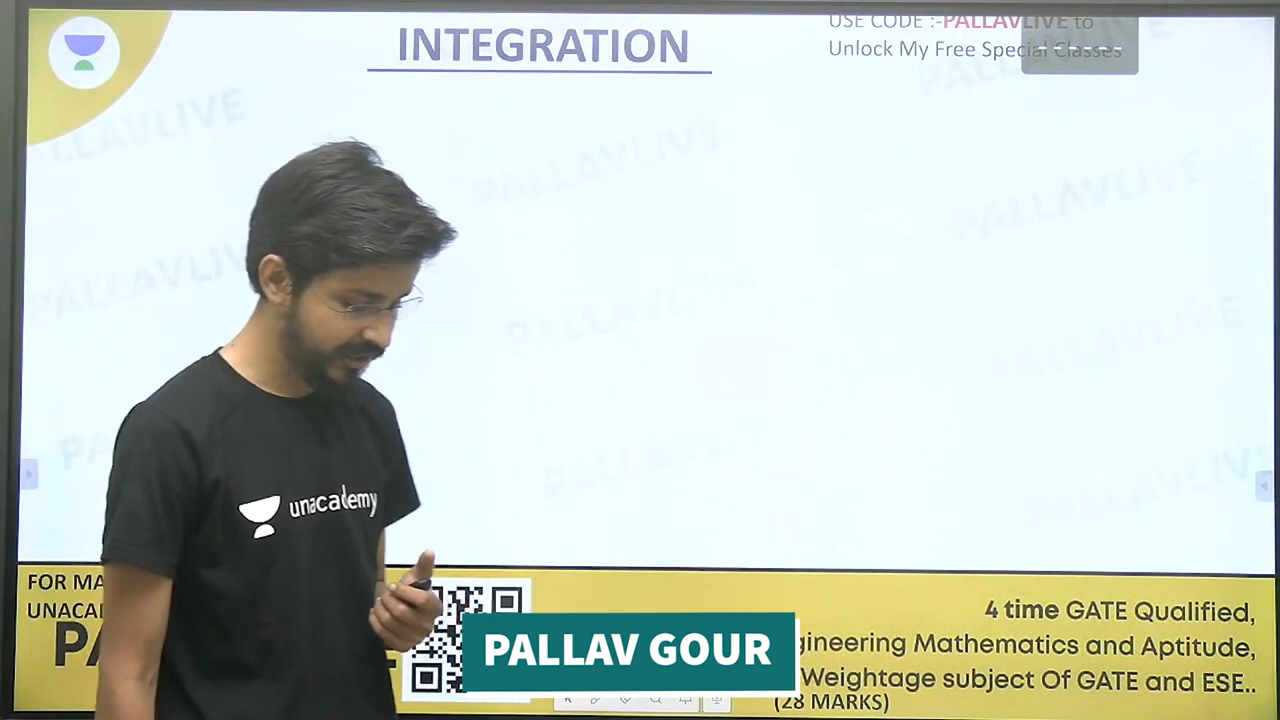 INTEGRATION
USE CODE :-PALLAVLIVE to
Unlock My Free Special Classes
PALLAVLIVE
unacademy
FOR MA
UNACA
PA
PALLAV GOUR
4 time GATE Qualified,
gineering Mathematics and Aptitude,
Weightage subject Of GATE and ESE..
(28 MARKS)